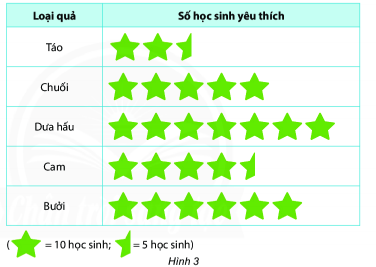 Loại quả Số học sinh yêu thích
Táo
Chuối
Dưa hấu
Cam
Bưởi
( = 10 học sinh; = 5 học sinh)
Hình 3